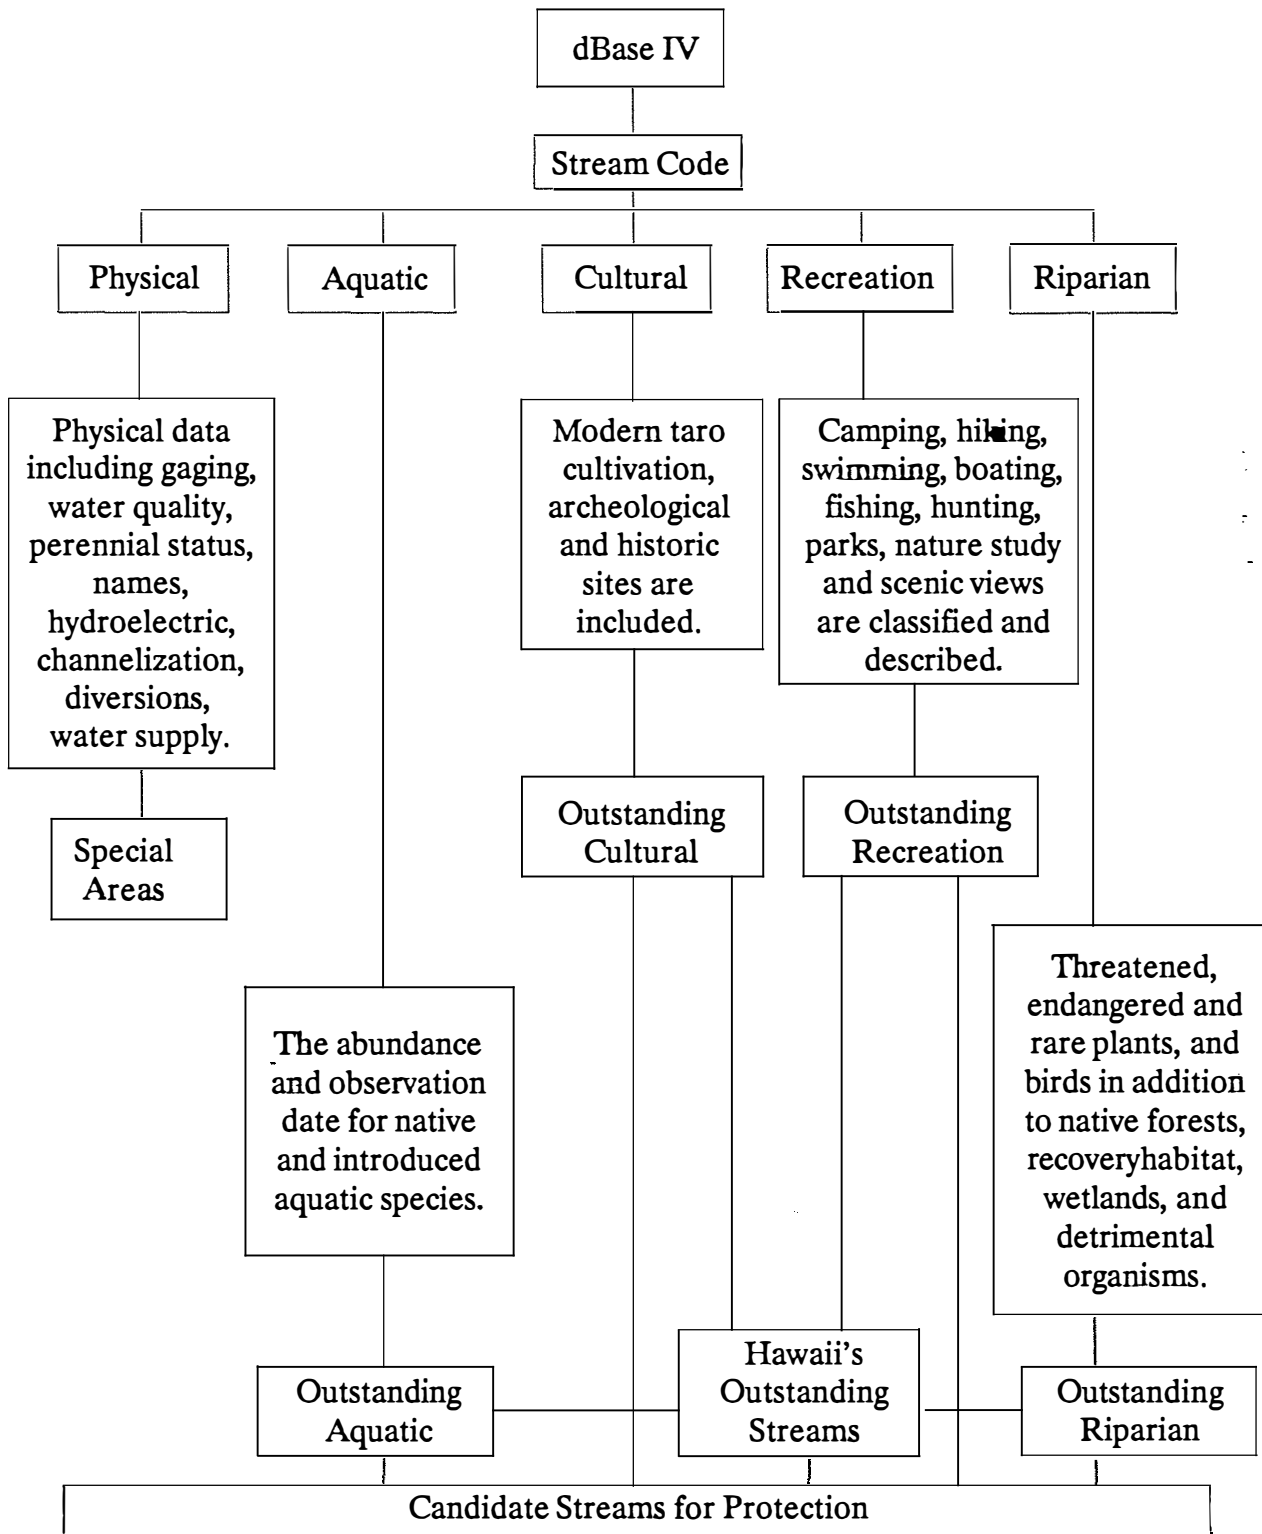 dBase IV
Stream Code
Physical
Aquatic
Cultural
Recreation
Riparian
Physical data
including gaging,
water quality,
perennial status,
names,
hydroelectric,
channelization,
diversions,
water supply.
Modern taro
cultivation,
archeological
and historic
sites are
included.
Camping, hiking,
swimming, boating,
fishing, hunting,
parks, nature study
and scenic views
are classified and
described.
Special
Areas
Outstanding
Cultural
Outstanding
Recreation
The abundance
and observation
date for native
and introduced
aquatic species.
Threatened,
endangered and
rare plants, and
birds in addition
to native forests,
recoveryhabitat,
wetlands, and
detrimental
organisms.
Outstanding
Aquatic
Hawaii's
Outstanding
Streams
Outstanding
Riparian
Candidate Streams for Protection